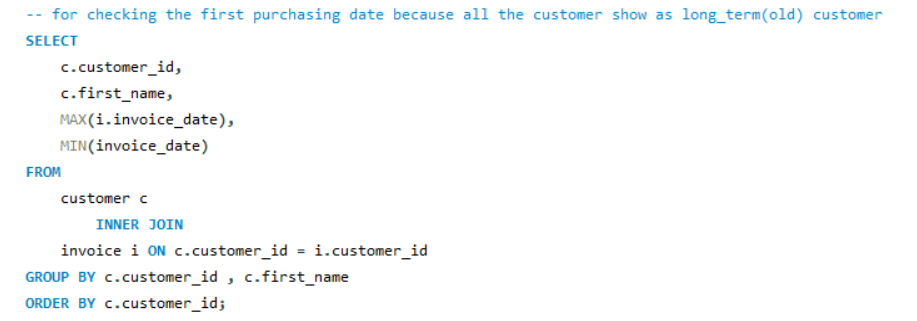 -- for checking the first purchasing date because all the customer show as long_term(old) customer
SELECT
    c.customer_id,
    c.first_name,
    MAX(i.invoice_date),
    MIN(invoice_date)
FROM
    customer c
        INNER JOIN
    invoice i ON c.customer_id = i.customer_id
GROUP BY c.customer_id , c.first_name
ORDER BY c.customer_id;